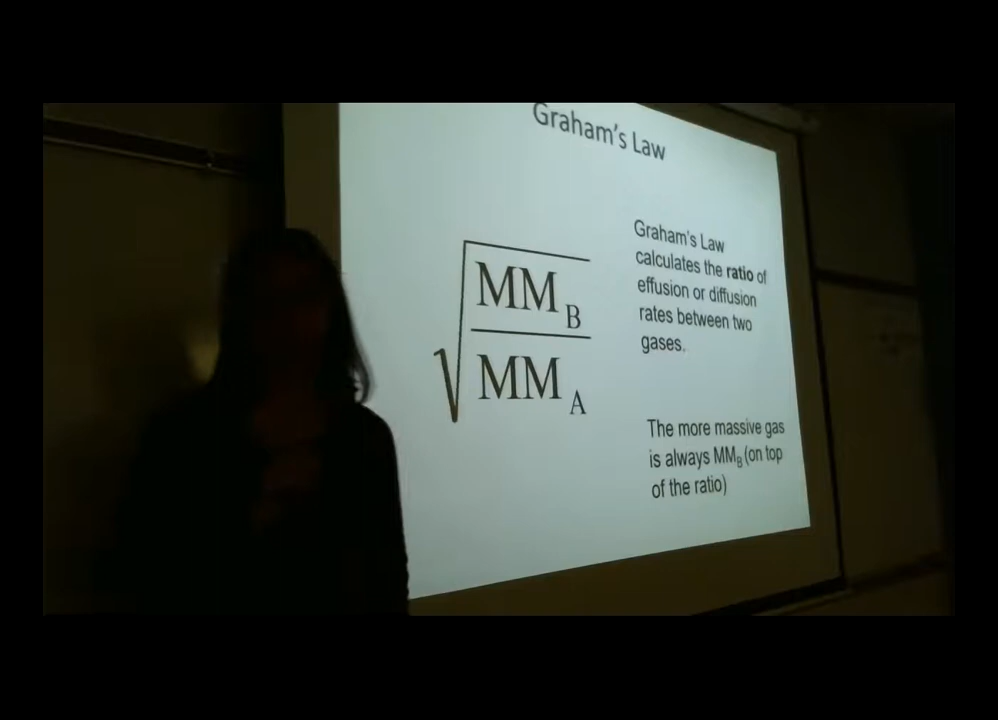 Graham's Law
MM_B
MM_A
Graham's Law
calculates the ratio of
effusion or diffusion
rates between two
gases.
The more massive gas
is always MM_B (on top
of the ratio)